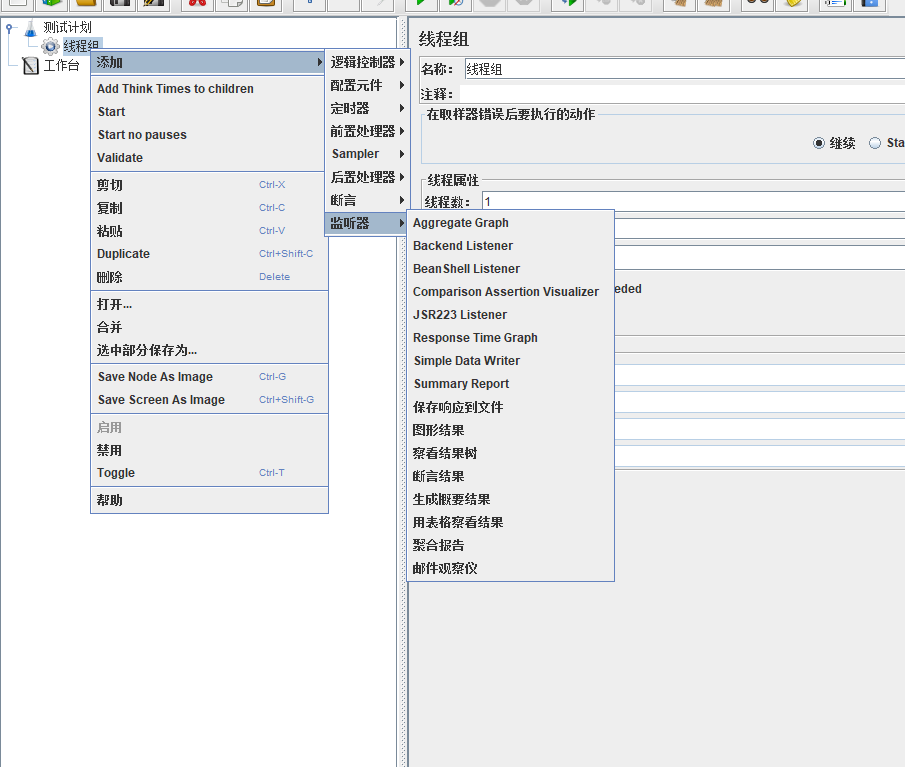 测试计划
线程组
工作台
添加
Add Think Times to children
Start
Start no pauses
Validate
剪切 Ctrl-X
复制 Ctrl-C
粘贴 Ctrl-V
Duplicate Ctrl+Shift-C
删除 Delete
打开...
合并
选中部分保存为...
Save Node As Image Ctrl-G
Save Screen As Image Ctrl+Shift-G
启用
禁用
Toggle Ctrl-T
帮助
逻辑控制器
配置元件
定时器
前置处理器
Sampler
后置处理器
断言
监听器
Aggregate Graph
Backend Listener
BeanShell Listener
Comparison Assertion Visualizer
JSR223 Listener
Response Time Graph
Simple Data Writer
Summary Report
保存响应到文件
图形结果
察看结果树
断言结果
生成概要结果
用表格察看结果
聚合报告
邮件观察仪
线程组
名称： 线程组
注释：
在取样器错误后要执行的动作
继续 Sta
线程属性
线程数： 1
eded